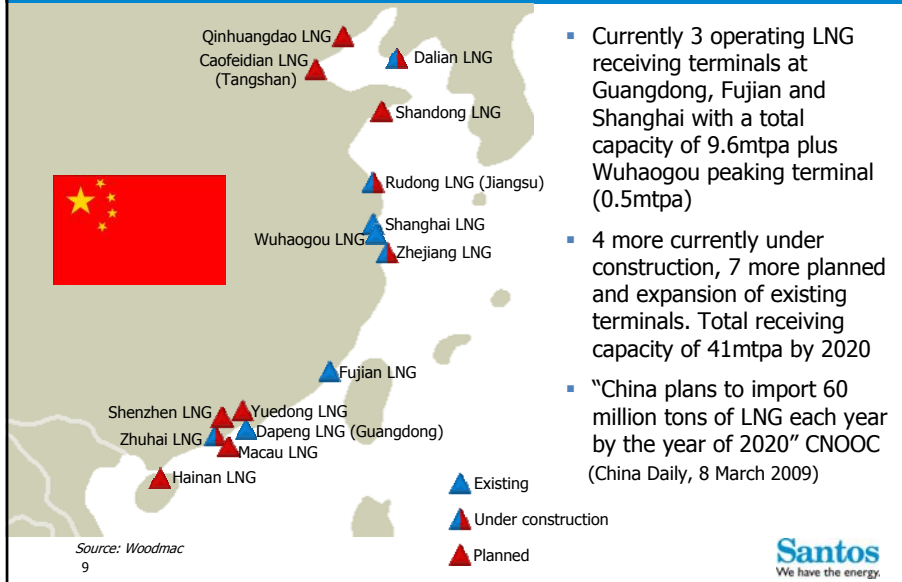 Qinhuangdao LNG
Caofeidian LNG
(Tangshan)
Dalian LNG
Shandong LNG
Rudong LNG (Jiangsu)
Shanghai LNG
Wuhaogou LNG
Zhejiang LNG
Fujian LNG
Shenzhen LNG
Yuedong LNG
Dapeng LNG (Guangdong)
Zhuhai LNG
Macau LNG
Hainan LNG
Existing
Under construction
Planned
Source: Woodmac
9
▪ Currently 3 operating LNG
receiving terminals at
Guangdong, Fujian and
Shanghai with a total
capacity of 9.6mtpa plus
Wuhaogou peaking terminal
(0.5mtpa)
▪ 4 more currently under
construction, 7 more planned
and expansion of existing
terminals. Total receiving
capacity of 41mtpa by 2020
▪ “China plans to import 60
million tons of LNG each year
by the year of 2020” CNOOC
(China Daily, 8 March 2009)
Santos
We have the energy.